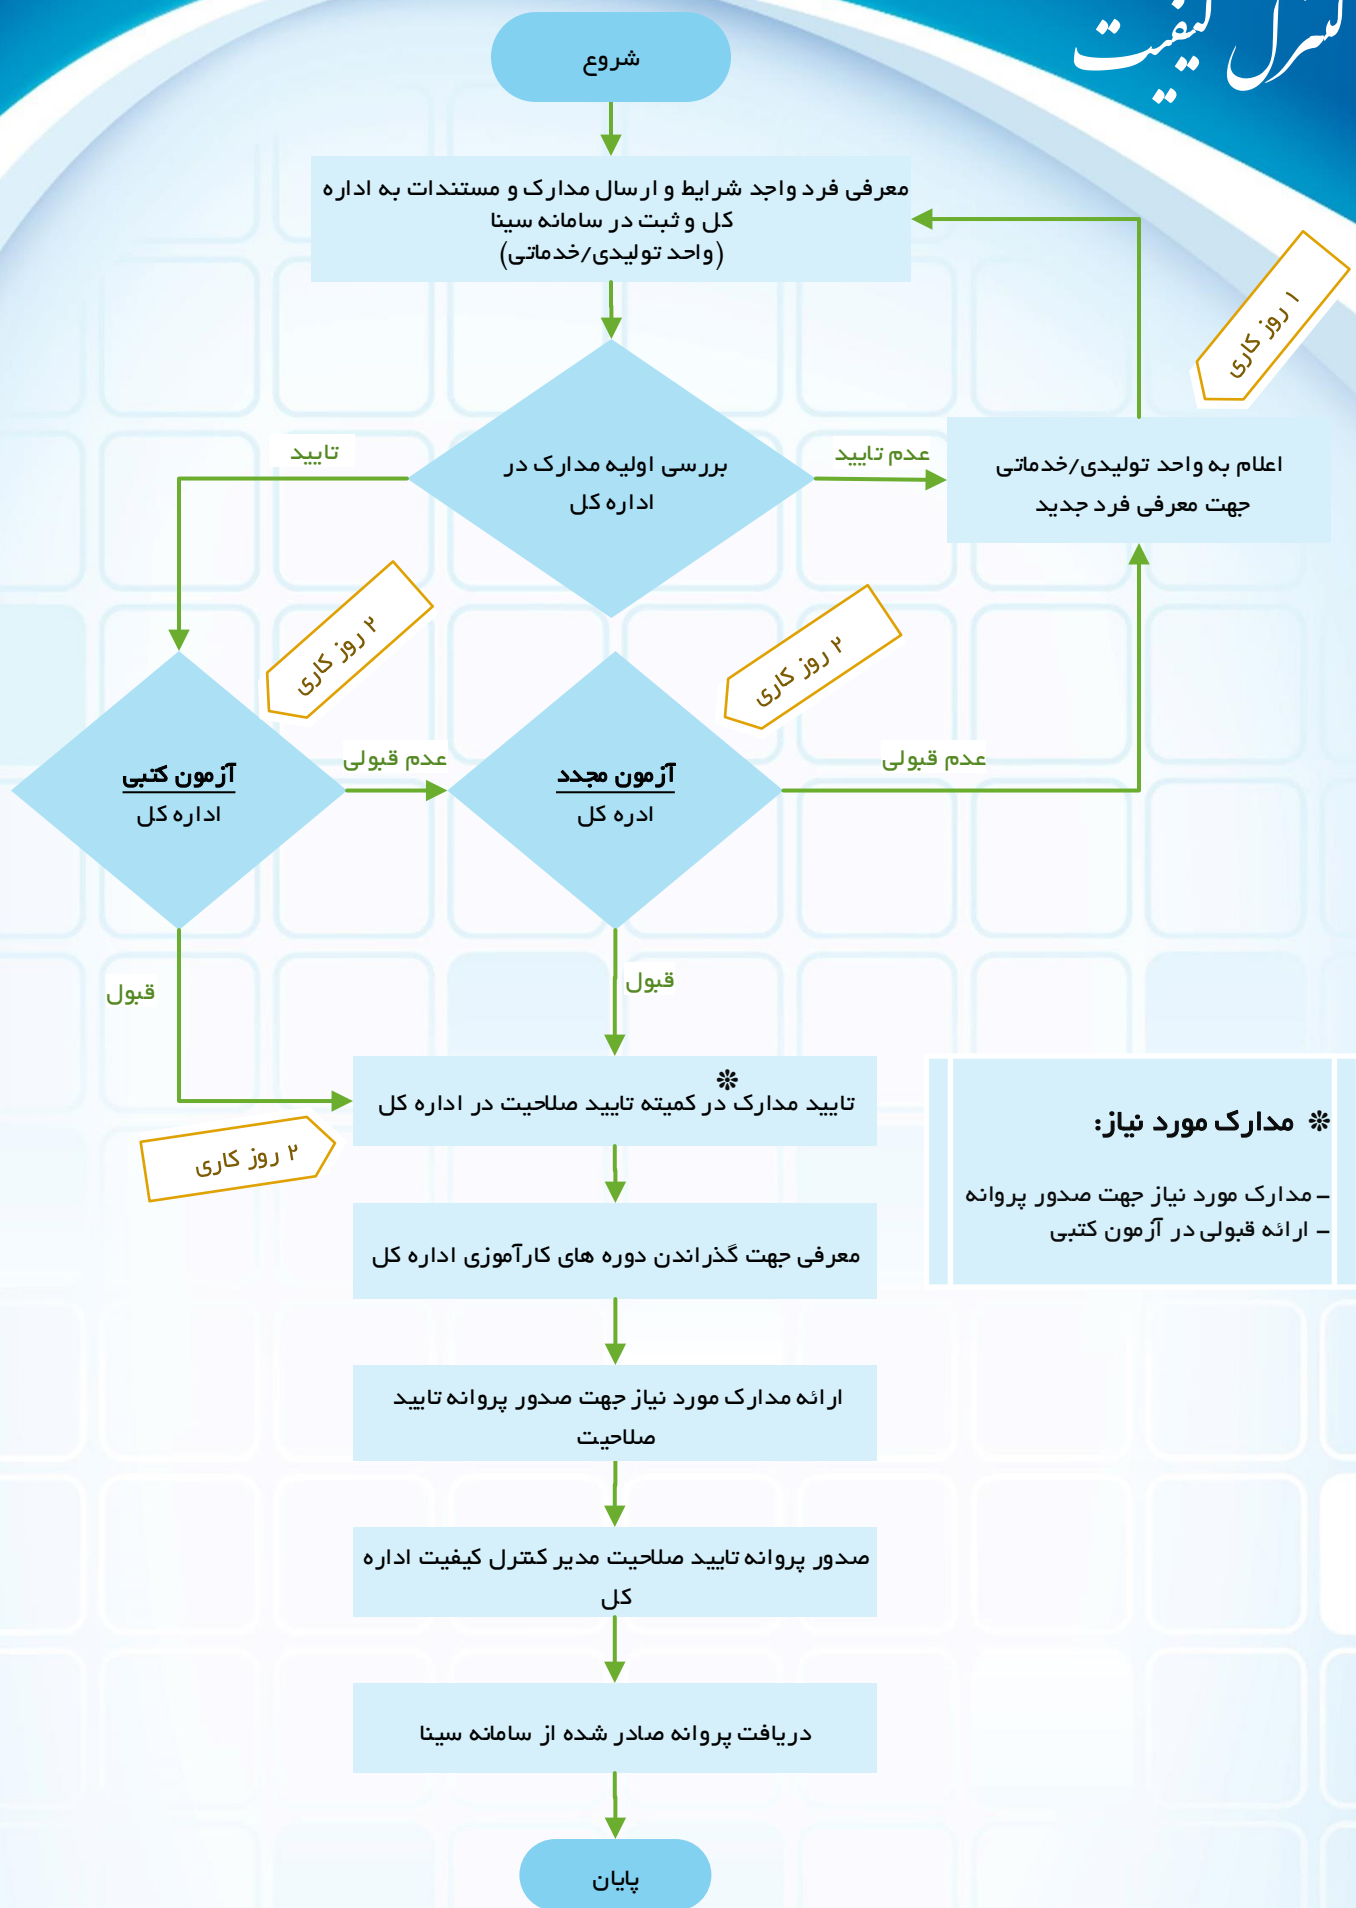 کنترل کیفیت
شروع
معرفی فرد واجد شرایط و ارسال مدارک و مستندات به اداره
کل و ثبت در سامانه سینا
(واحد تولیدی/خدماتی)
۱ روز کاری
بررسی اولیه مدارک در
اداره کل
تایید
عدم تایید
اعلام به واحد تولیدی/خدماتی
جهت معرفی فرد جدید
۲ روز کاری
۲ روز کاری
آزمون کتبی
اداره کل
عدم قبولی
آزمون مجدد
ادره کل
عدم قبولی
قبول
قبول
❊
تایید مدارک در کمیته تایید صلاحیت در اداره کل
۲ روز کاری
❊ مدارک مورد نیاز:
– مدارک مورد نیاز جهت صدور پروانه
– ارائه قبولی در آزمون کتبی
معرفی جهت گذراندن دوره های کارآموزی اداره کل
ارائه مدارک مورد نیاز جهت صدور پروانه تایید
صلاحیت
صدور پروانه تایید صلاحیت مدیر کنترل کیفیت اداره
کل
دریافت پروانه صادر شده از سامانه سینا
پایان